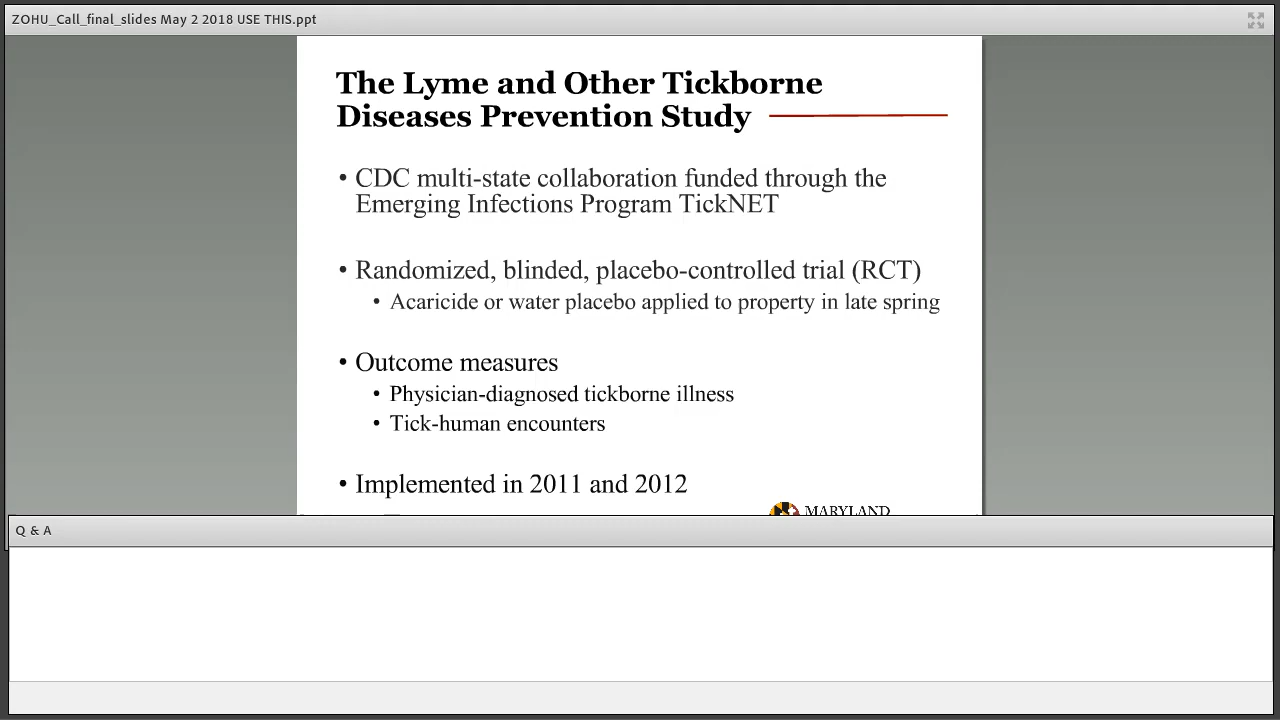 ZOHU_Call_final_slides May 2 2018 USE THIS.ppt
The Lyme and Other Tickborne
Diseases Prevention Study
• CDC multi-state collaboration funded through the
Emerging Infections Program TickNET
• Randomized, blinded, placebo-controlled trial (RCT)
• Acaricide or water placebo applied to property in late spring
• Outcome measures
• Physician-diagnosed tickborne illness
• Tick-human encounters
• Implemented in 2011 and 2012
MARYLAND
Q & A